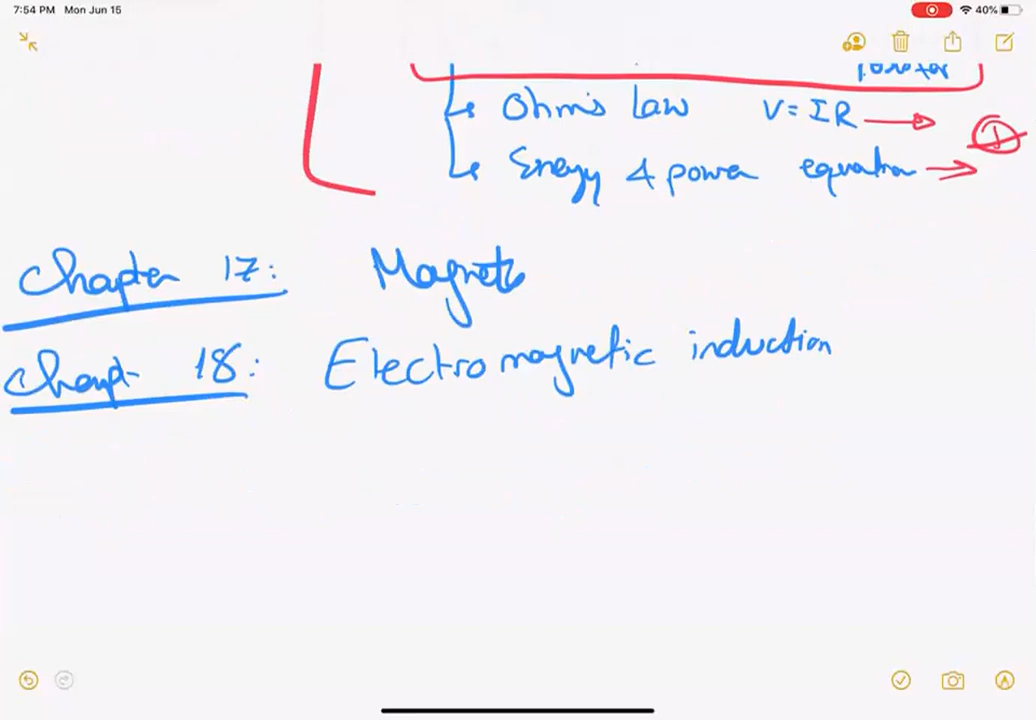 7:54 PM Mon Jun 15
40%
Ohm's law V = IR → ①
Energy & power equation →
Chapter 17: Magnets
Chapt 18: Electromagnetic induction